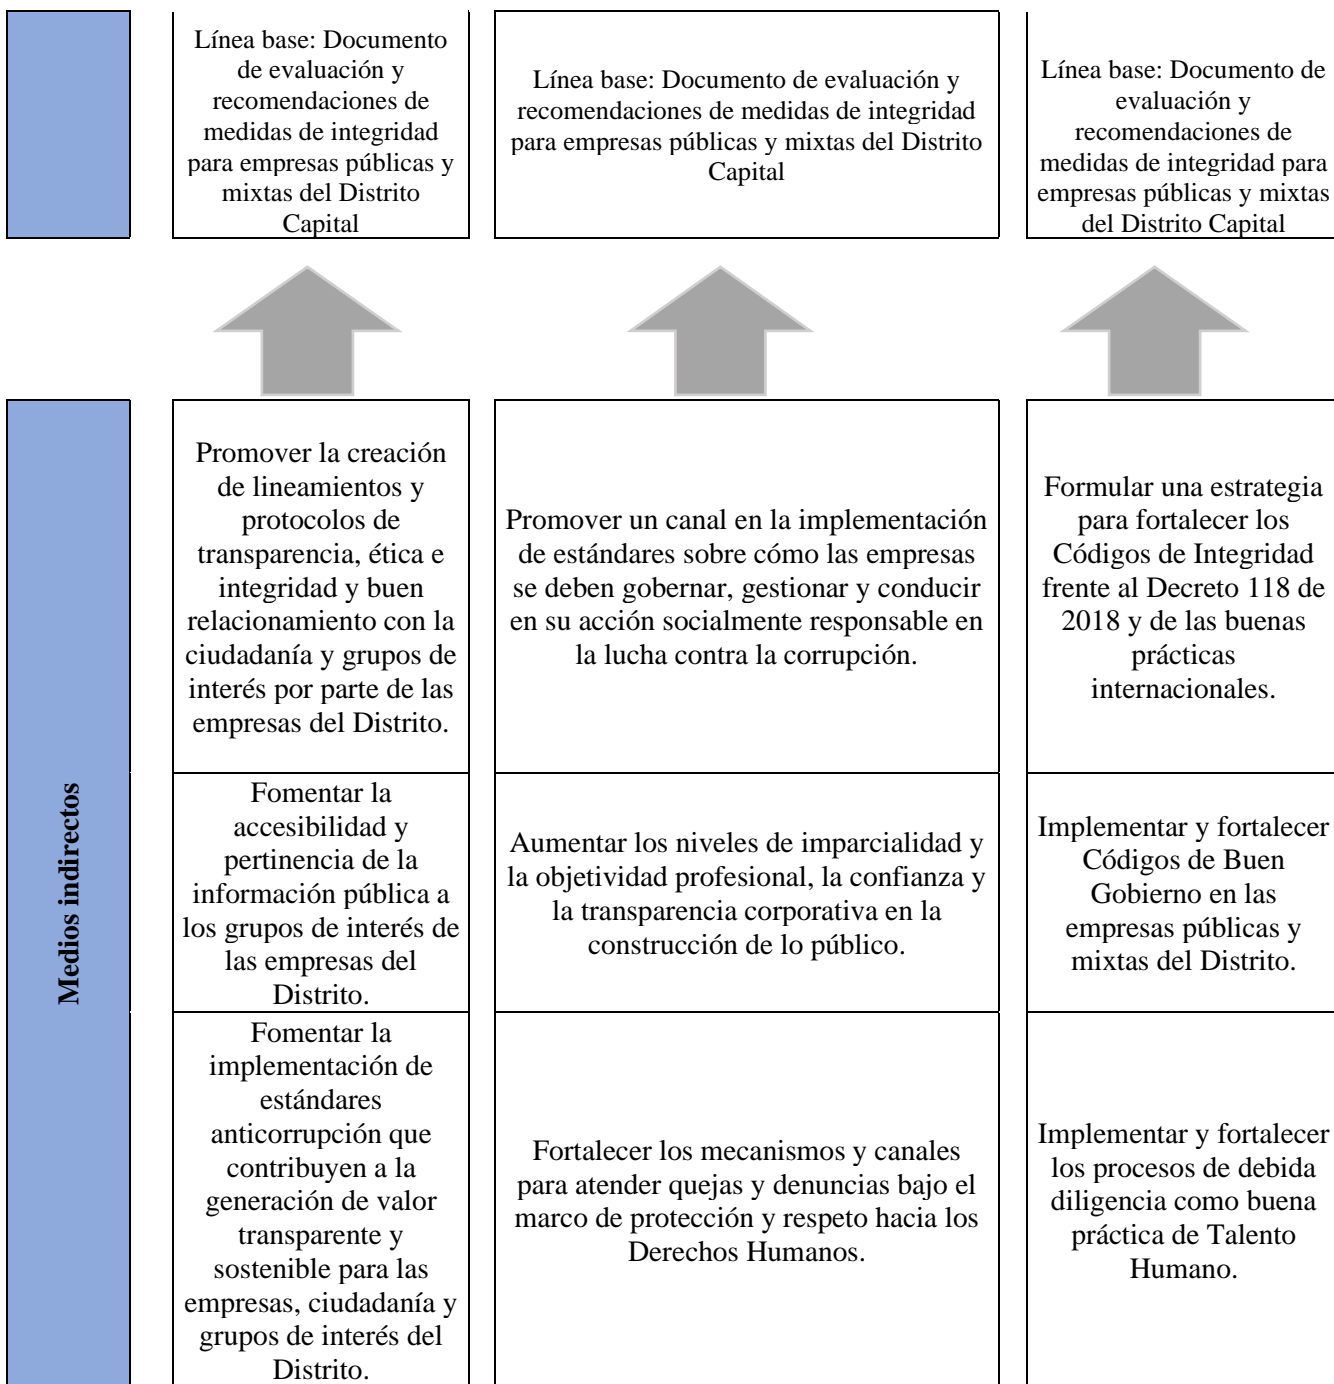 Línea base: Documento
de evaluación y
recomendaciones de
medidas de integridad
para empresas públicas y
mixtas del Distrito
Capital
Línea base: Documento de evaluación y
recomendaciones de medidas de integridad
para empresas públicas y mixtas del Distrito
Capital
Línea base: Documento de
evaluación y
recomendaciones de
medidas de integridad para
empresas públicas y mixtas
del Distrito Capital
Medios indirectos
Promover la creación
de lineamientos y
protocolos de
transparencia, ética e
integridad y buen
relacionamiento con la
ciudadanía y grupos de
interés por parte de las
empresas del Distrito.
Promover un canal en la implementación
de estándares sobre cómo las empresas
se deben gobernar, gestionar y conducir
en su acción socialmente responsable en
la lucha contra la corrupción.
Formular una estrategia
para fortalecer los
Códigos de Integridad
frente al Decreto 118 de
2018 y de las buenas
prácticas
internacionales.
Fomentar la
accesibilidad y
pertinencia de la
información pública a
los grupos de interés de
las empresas del
Distrito.
Aumentar los niveles de imparcialidad y
la objetividad profesional, la confianza y
la transparencia corporativa en la
construcción de lo público.
Implementar y fortalecer
Códigos de Buen
Gobierno en las
empresas públicas y
mixtas del Distrito.
Fomentar la
implementación de
estándares
anticorrupción que
contribuyen a la
generación de valor
transparente y
sostenible para las
empresas, ciudadanía y
grupos de interés del
Distrito.
Fortalecer los mecanismos y canales
para atender quejas y denuncias bajo el
marco de protección y respeto hacia los
Derechos Humanos.
Implementar y fortalecer
los procesos de debida
diligencia como buena
práctica de Talento
Humano.